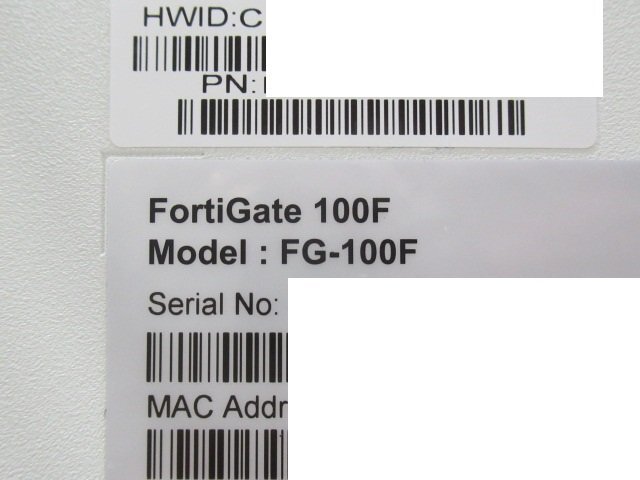 HWID:C
PN:
FortiGate 100F
Model : FG-100F
Serial No:
MAC Addr